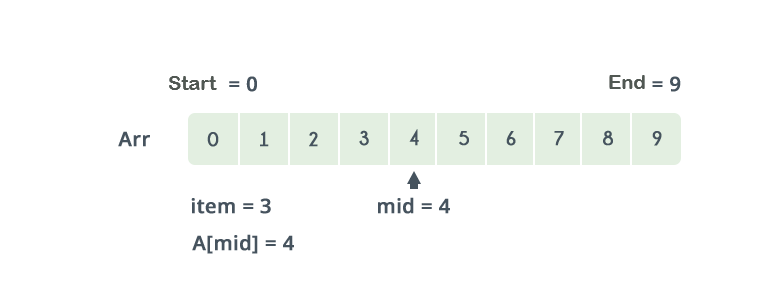 Start = 0 End = 9
Arr 0 1 2 3 4 5 6 7 8 9
item = 3 mid = 4
A[mid] = 4